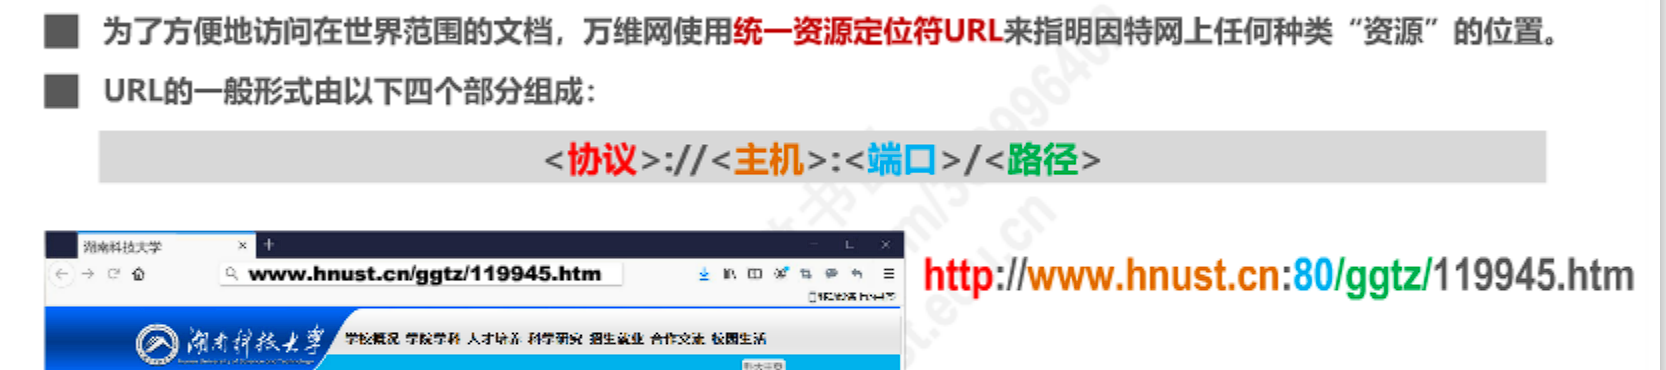 为了方便地访问在世界范围的文档，万维网使用统一资源定位符URL来指明因特网上任何种类“资源”的位置。
URL的一般形式由以下四个部分组成：
<协议>://<主机>:<端口>/<路径>
湖南科技大学
www.hnust.cn/ggtz/119945.htm
http://www.hnust.cn:80/ggtz/119945.htm
湖南科技大学
学校概况 学院学科 人才培养 科学研究 招生就业 合作交流 校园生活